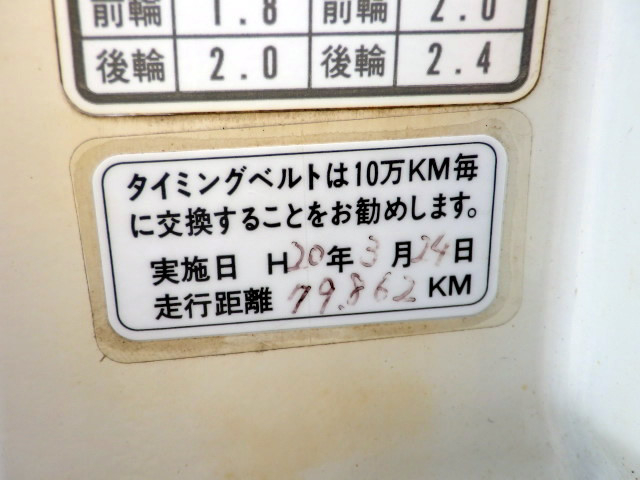 前輪 1.8 前輪 2.0
後輪 2.0 後輪 2.4
タイミングベルトは10万KM毎
に交換することをお勧めします。
実施日 H20年3月24日
走行距離 79.862 KM